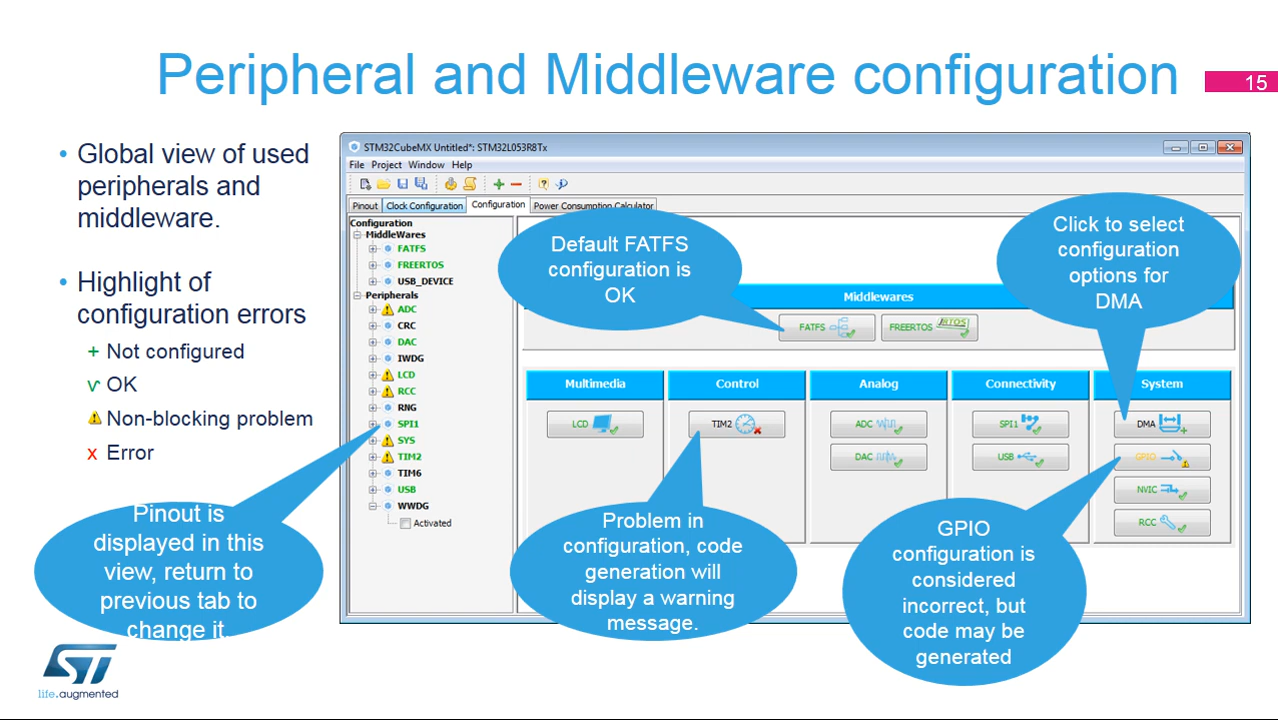 Peripheral and Middleware configuration
15
• Global view of used
peripherals and
middleware.
• Highlight of
configuration errors
+ Not configured
OK
Non-blocking problem
x Error
STM32CubeMX Untitled*: STM32L053R8Tx
File Project Window Help
Pinout Clock Configuration Configuration Power Consumption Calculator
Configuration
MiddleWares
FATFS
FREERTOS
USB_DEVICE
Peripherals
ADC
CRC
DAC
IWDG
LCD
RCC
RNG
SPI1
SYS
TIM2
TIM6
USB
WWDG
Activated
Default FATFS
configuration is
OK
Click to select
configuration
options for
DMA
Middlewares
FATFS
FREERTOS RTOS
Multimedia
LCD
Control
TIM2
Analog
ADC
DAC
Connectivity
SPI1
USB
System
DMA
GPIO
NVIC
RCC
Pinout is
displayed in this
view, return to
previous tab to
change it.
Problem in
configuration, code
generation will
display a warning
message.
GPIO
configuration is
considered
incorrect, but
code may be
generated
ST
life.augmented